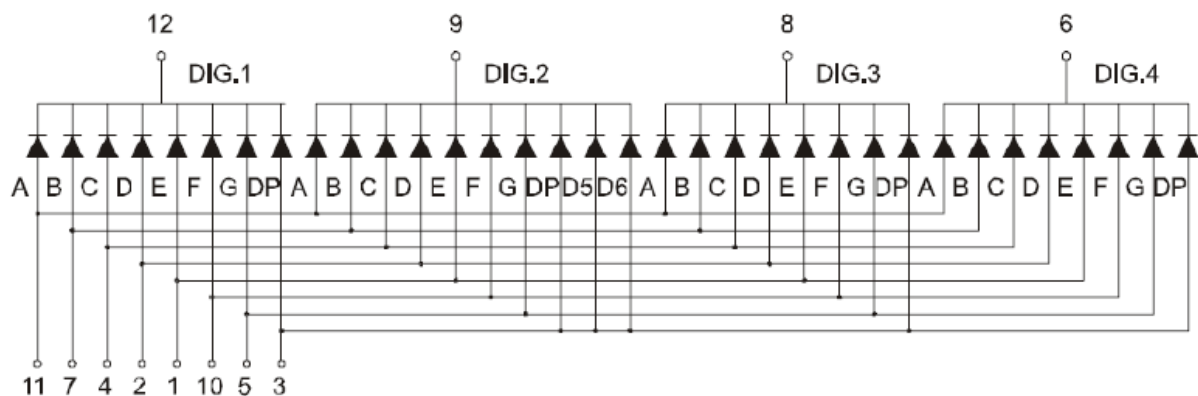 12 9 8 6
DIG.1 DIG.2 DIG.3 DIG.4
A B C D E F G DP A B C D E F G DP D5 D6 A B C D E F G DP A B C D E F G DP
11 7 4 2 1 10 5 3